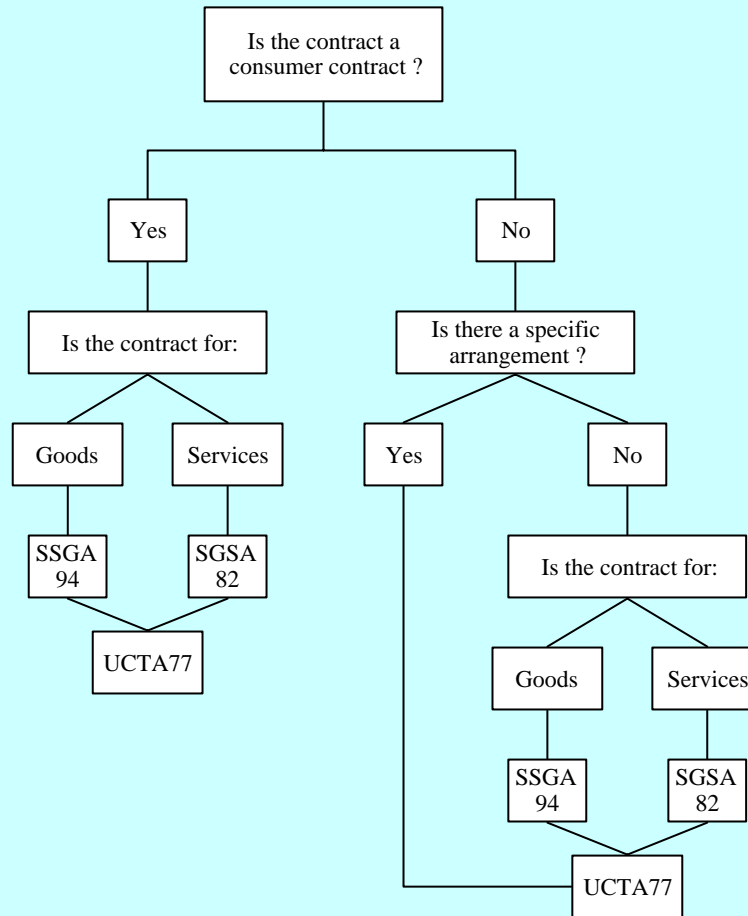 Is the contract a
consumer contract ?
Yes
No
Is the contract for:
Is there a specific
arrangement ?
Goods
Services
Yes
No
SSGA
94
SGSA
82
Is the contract for:
UCTA77
Goods
Services
SSGA
94
SGSA
82
UCTA77